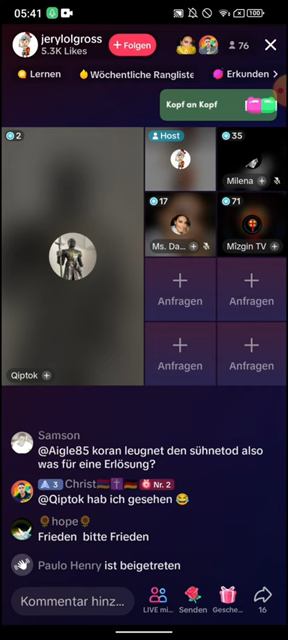 05:41
100
jerylolgross
5.3K Likes
+ Folgen
76
Lernen
Wöchentliche Rangliste
Erkunden
Kopf an Kopf
2
Host
35
Milena
17
71
Ms. Da...
Mîzgin TV
Anfragen
Anfragen
Anfragen
Anfragen
Qiptok
Samson
@Aigle85 koran leugnet den sühnetod also
was für eine Erlösung?
3 Christ Nr. 2
@Qiptok hab ich gesehen
hope
Frieden bitte Frieden
Paulo Henry ist beigetreten
Kommentar hinz...
LIVE mi...
Senden
Gesche...
16